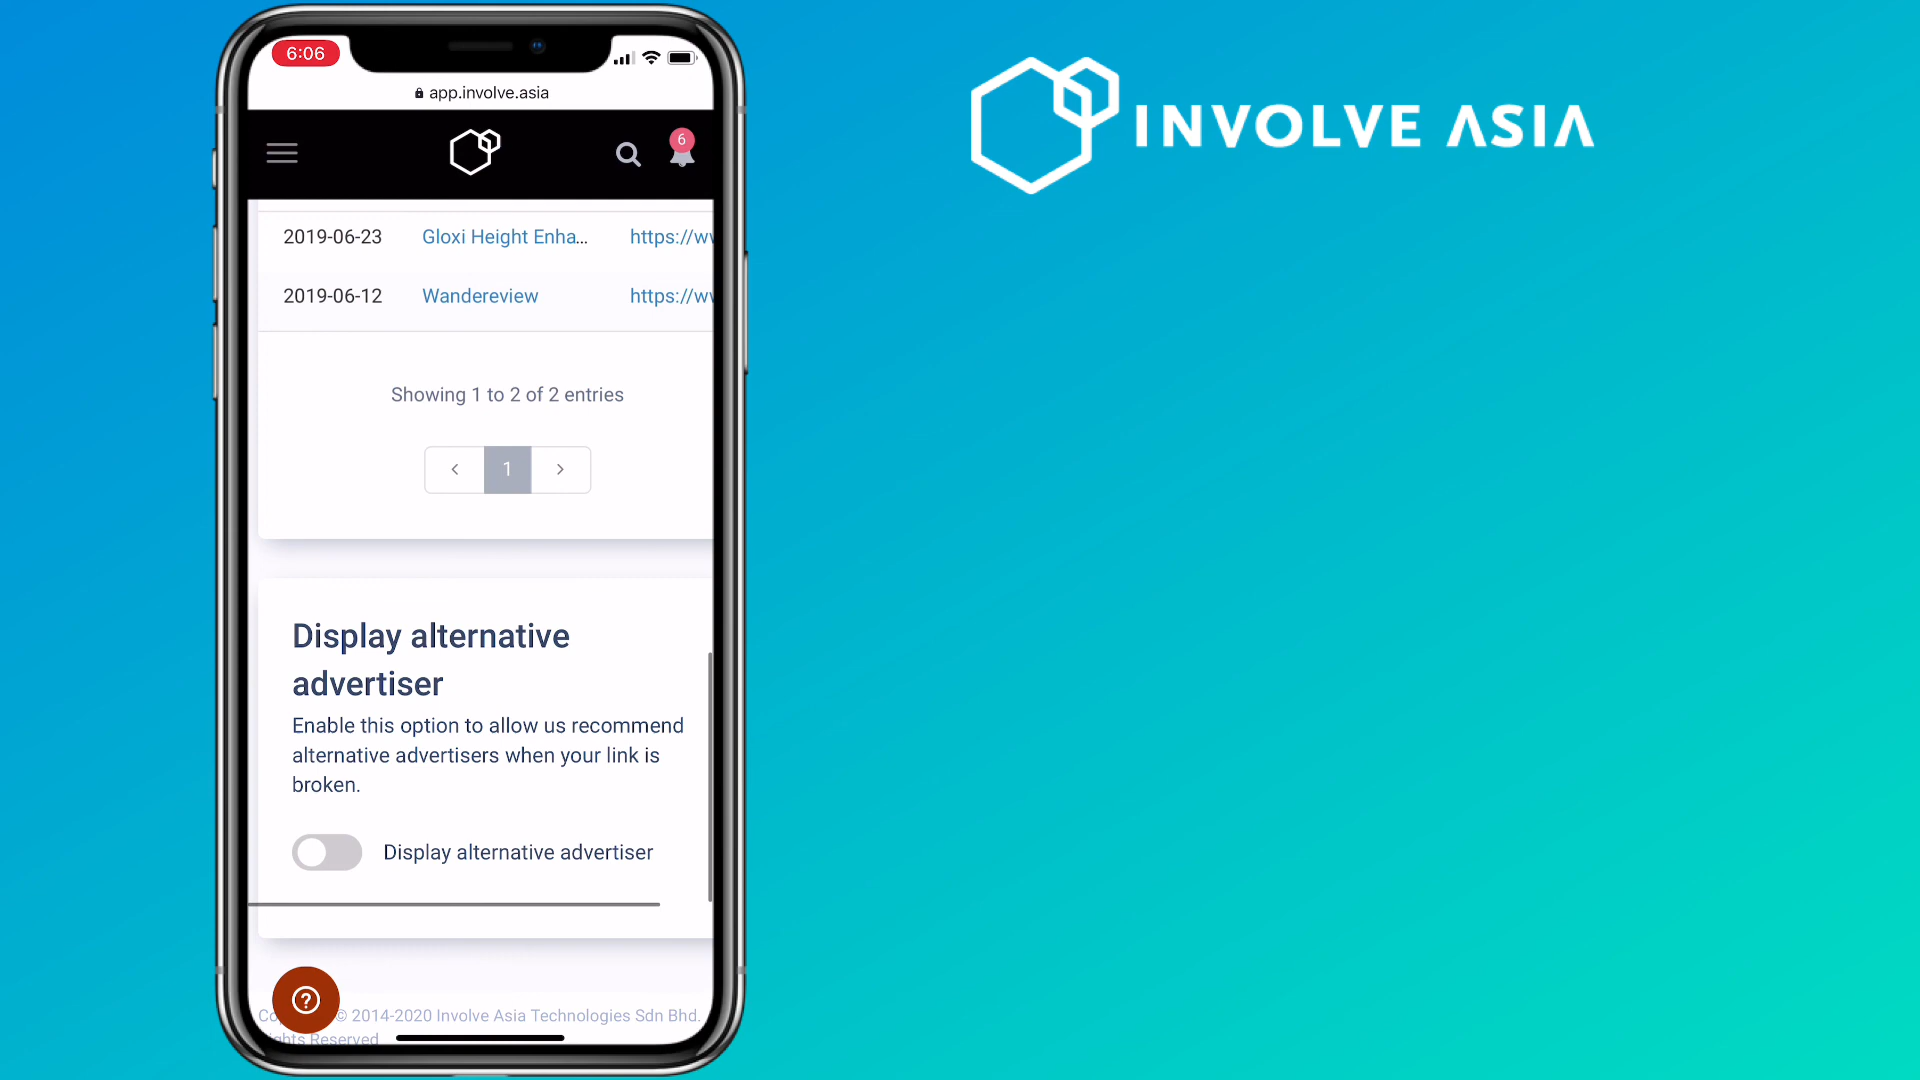 6:06
app.involve.asia
6
INVOLVE ASIA
2019-06-23 Gloxi Height Enha... https://w
2019-06-12 Wandereview https://w
Showing 1 to 2 of 2 entries
1
Display alternative
advertiser
Enable this option to allow us recommend
alternative advertisers when your link is
broken.
Display alternative advertiser
© 2014-2020 Involve Asia Technologies Sdn Bhd.
Reserved